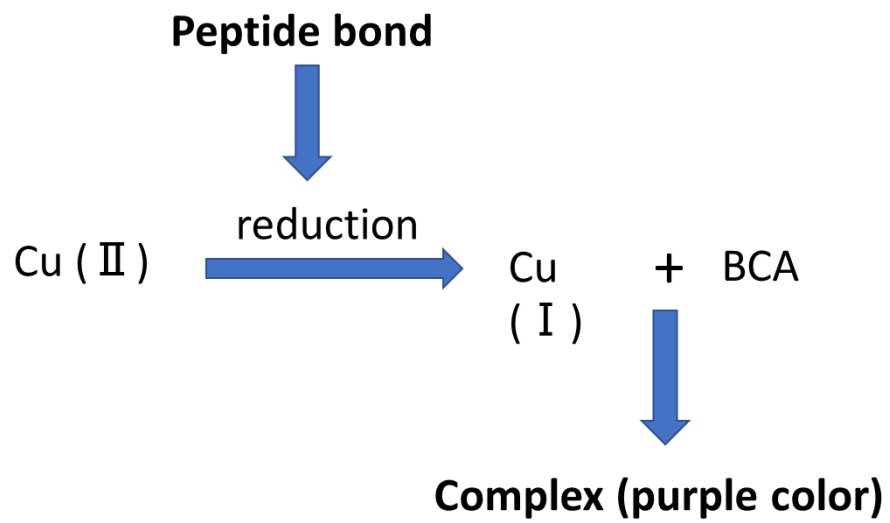 Peptide bond
reduction
Cu (Ⅱ)
Cu
(Ⅰ)
+
BCA
Complex (purple color)